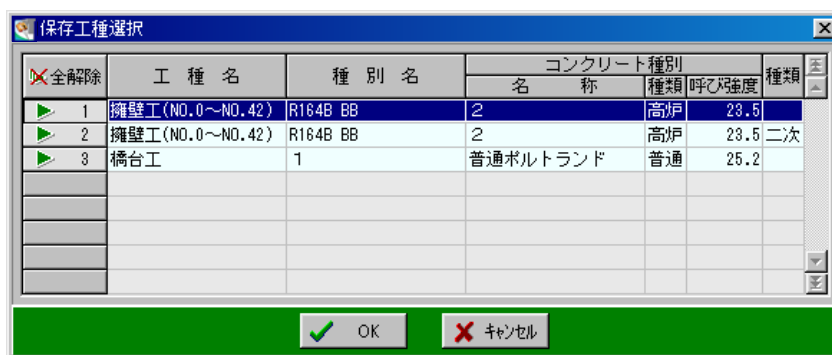 保存工種選択
全解除 工種名 種別名 コンクリート種別 種類
名称 種類 呼び強度
1 擁壁工(NO.0~NO.42) R164B BB 2 高炉 23.5
2 擁壁工(NO.0~NO.42) R164B BB 2 高炉 23.5 二次
3 橋台工 1 普通ポルトランド 普通 25.2
OK キャンセル